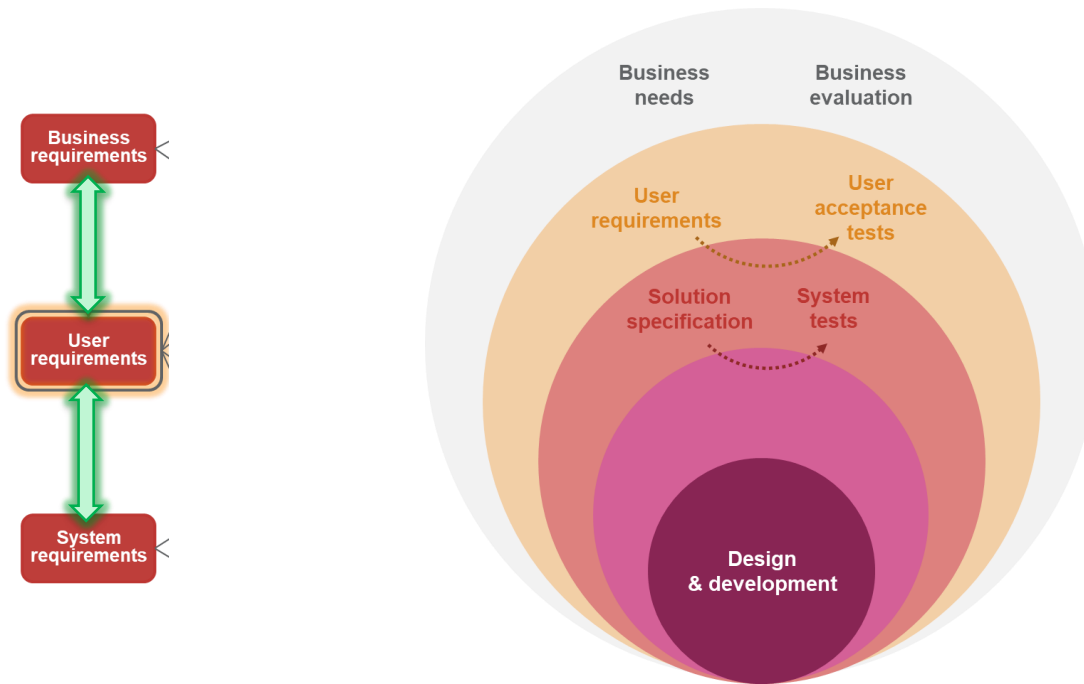 Business
requirements
User
requirements
System
requirements
Business
needs
Business
evaluation
User
requirements
User
acceptance
tests
Solution
specification
System
tests
Design
& development